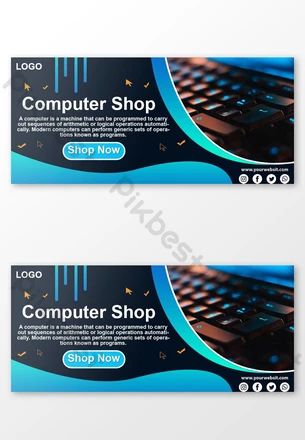 LOGO
Computer Shop
A computer is a machine that can be programmed to carry
out sequences of arithmetic or logical operations automati-
cally. Modern computers can perform generic sets of opera-
tions known as programs.
Shop Now
www.yourwebsit.com
pikbest
LOGO
Computer Shop
A computer is a machine that can be programmed to carry
out sequences of arithmetic or logical operations automati-
cally. Modern computers can perform generic sets of opera-
tions known as programs.
Shop Now
www.yourwebsit.com